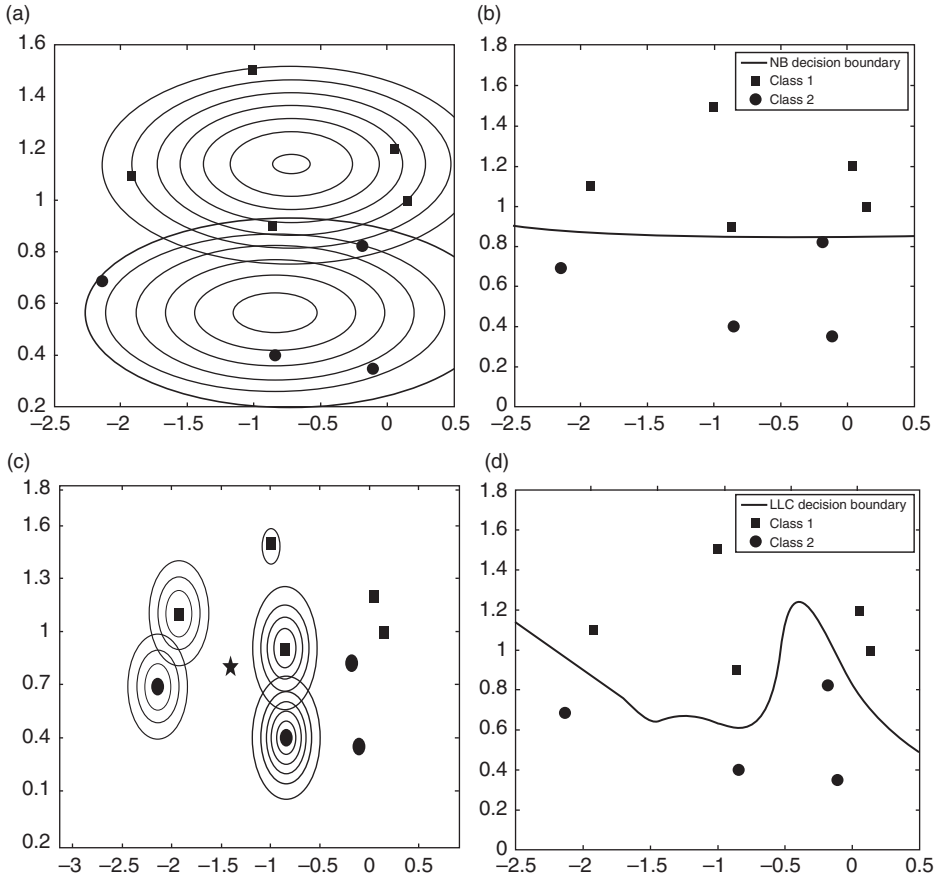 (a)
1.6
1.4
1.2
1
0.8
0.6
0.4
0.2
–2.5 –2 –1.5 –1 –0.5 0 0.5
(b)
1.8
1.6
1.4
1.2
1
0.8
0.6
0.4
0.2
0
–2.5 –2 –1.5 –1 –0.5 0 0.5
NB decision boundary
Class 1
Class 2
(c)
1.8
1.6
1.3
1
0.7
0.4
0.1
0.2
–3 –2.5 –2 –1.5 –1 –0.5 0 0.5
(d)
1.8
1.6
1.4
1.2
1
0.8
0.6
0.4
0.2
0
–2.5 –2 –1.5 –1 –0.5 0 0.5
LLC decision boundary
Class 1
Class 2